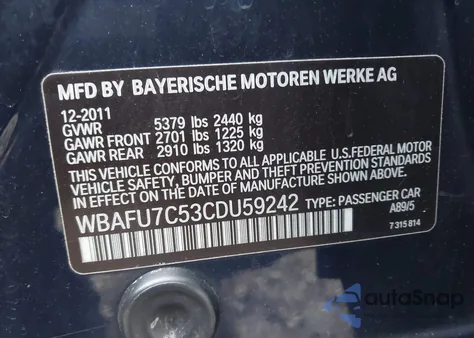 MFD BY BAYERISCHE MOTOREN WERKE AG
12-2011
GVWR 5379 lbs 2440 kg
GAWR FRONT 2701 lbs 1225 kg
GAWR REAR 2910 lbs 1320 kg
THIS VEHICLE CONFORMS TO ALL APPLICABLE U.S.FEDERAL MOTOR
VEHICLE SAFETY, BUMPER, AND THEFT PREVENTION STANDARDS
IN EFFECT ON THE DATE OF MANUFACTURE SHOWN ABOVE.
WBAFU7C53CDU59242 TYPE: PASSENGER CAR
A89/5
7 315 814
autoSnap